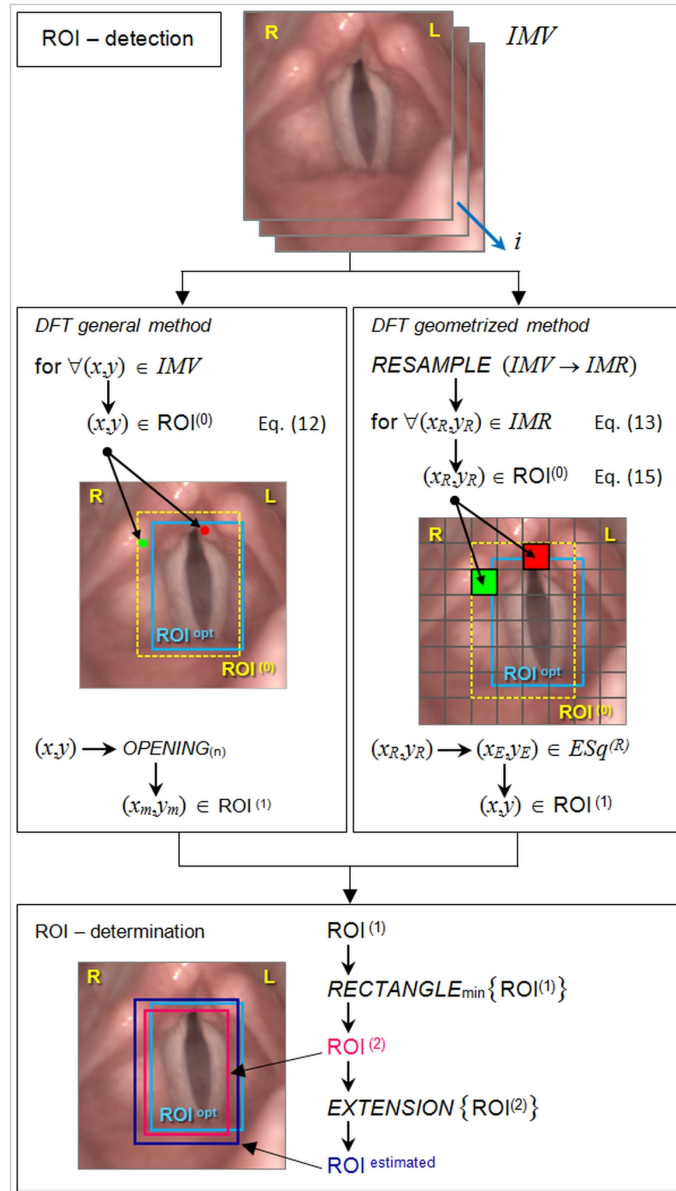 ROI – detection
R L
IMV
i
DFT general method
for ∀(x,y) ∈ IMV
(x,y) ∈ ROI⁽⁰⁾ Eq. (12)
R L
ROI opt
ROI⁽⁰⁾
(x,y) → OPENING(n)
(xm,ym) ∈ ROI⁽¹⁾
DFT geometrized method
RESAMPLE (IMV → IMR)
for ∀(xR,yR) ∈ IMR Eq. (13)
(xR,yR) ∈ ROI⁽⁰⁾ Eq. (15)
R L
ROI opt
ROI⁽⁰⁾
(xR,yR) → (xE,yE) ∈ ESq⁽ᴿ⁾
(x,y) ∈ ROI⁽¹⁾
ROI – determination
R L
ROI opt
ROI⁽¹⁾
RECTANGLEmin{ROI⁽¹⁾}
ROI⁽²⁾
EXTENSION {ROI⁽²⁾}
ROI estimated